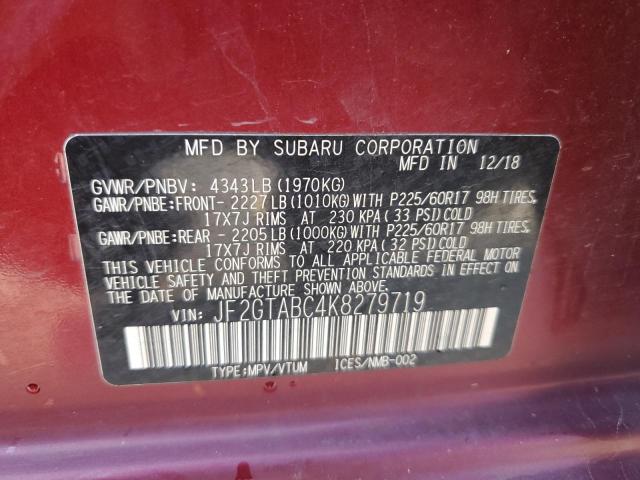 MFD BY SUBARU CORPORATION
MFD IN 12/18
GVWR/PNBV: 4343LB (1970KG)
GAWR/PNBE:FRONT- 2227LB (1010KG) WITH P225/60R17 98H TIRES,
17X7J RIMS AT 230 KPA (33 PSI) COLD
GAWR/PNBE:REAR - 2205LB (1000KG) WITH P225/60R17 98H TIRES,
17X7J RIMS AT 220 KPA (32 PSI) COLD
THIS VEHICLE CONFORMS TO ALL APPLICABLE FEDERAL MOTOR
VEHICLE SAFETY AND THEFT PREVENTION STANDARDS IN EFFECT
ON THE DATE OF MANUFACTURE SHOWN ABOVE.
VIN: JF2GTABC4K8279719
TYPE:MPV/VTUM ICES/NMB-002